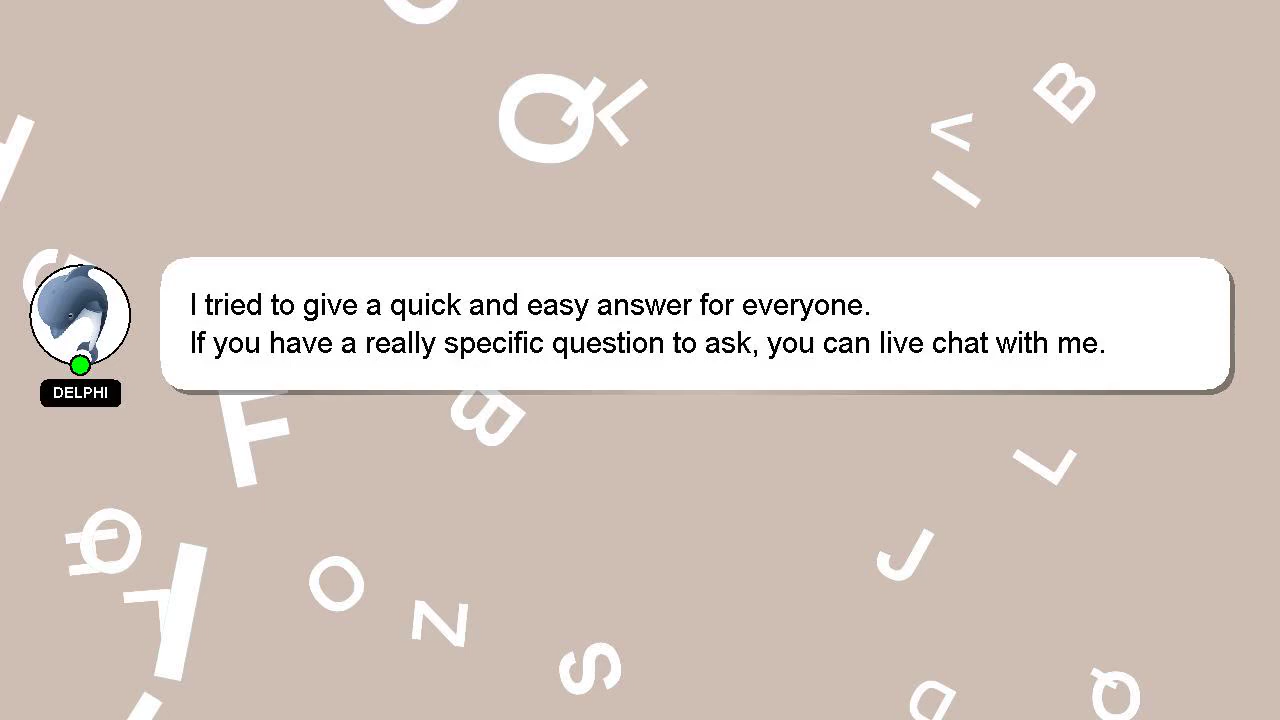 I tried to give a quick and easy answer for everyone.
If you have a really specific question to ask, you can live chat with me.
DELPHI